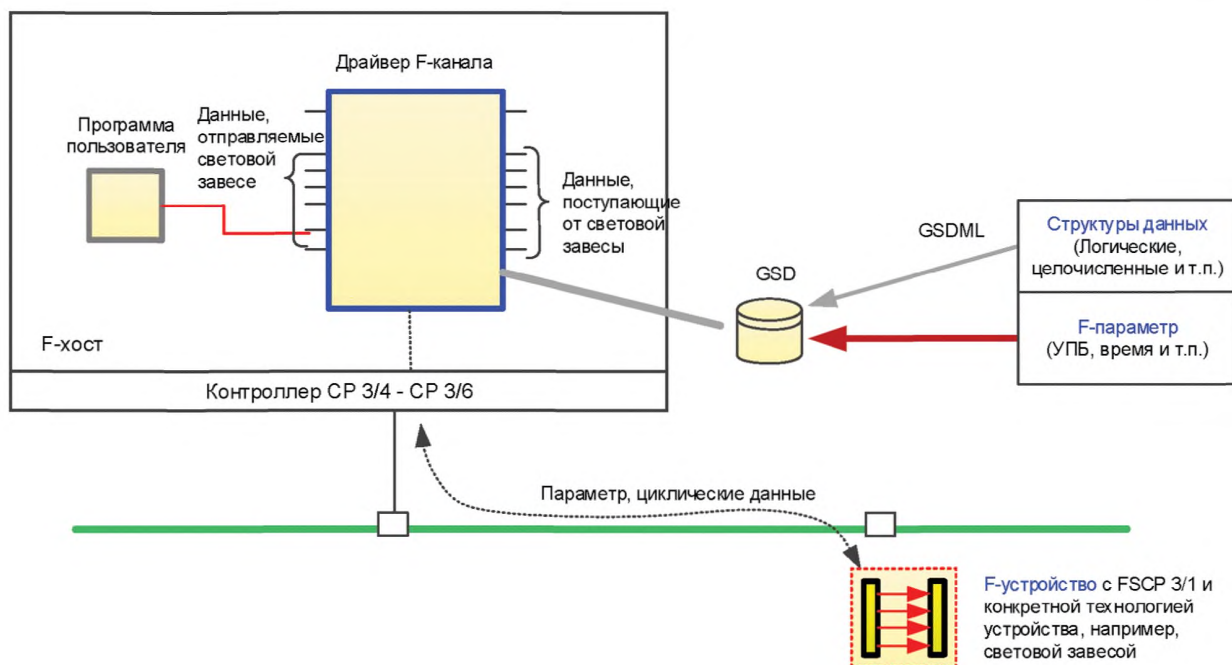 Драйвер F-канала
Программа
пользователя
Данные,
отправляемые
световой
завесе
Данные,
поступающие
от световой
завесы
F-хост
Контроллер CP 3/4 - CP 3/6
GSD
GSDML
Структуры данных
(Логические,
целочисленные и т.п.)
F-параметр
(УПБ, время и т.п.)
Параметр, циклические данные
F-устройство с FSCP 3/1 и
конкретной технологией
устройства, например,
световой завесой